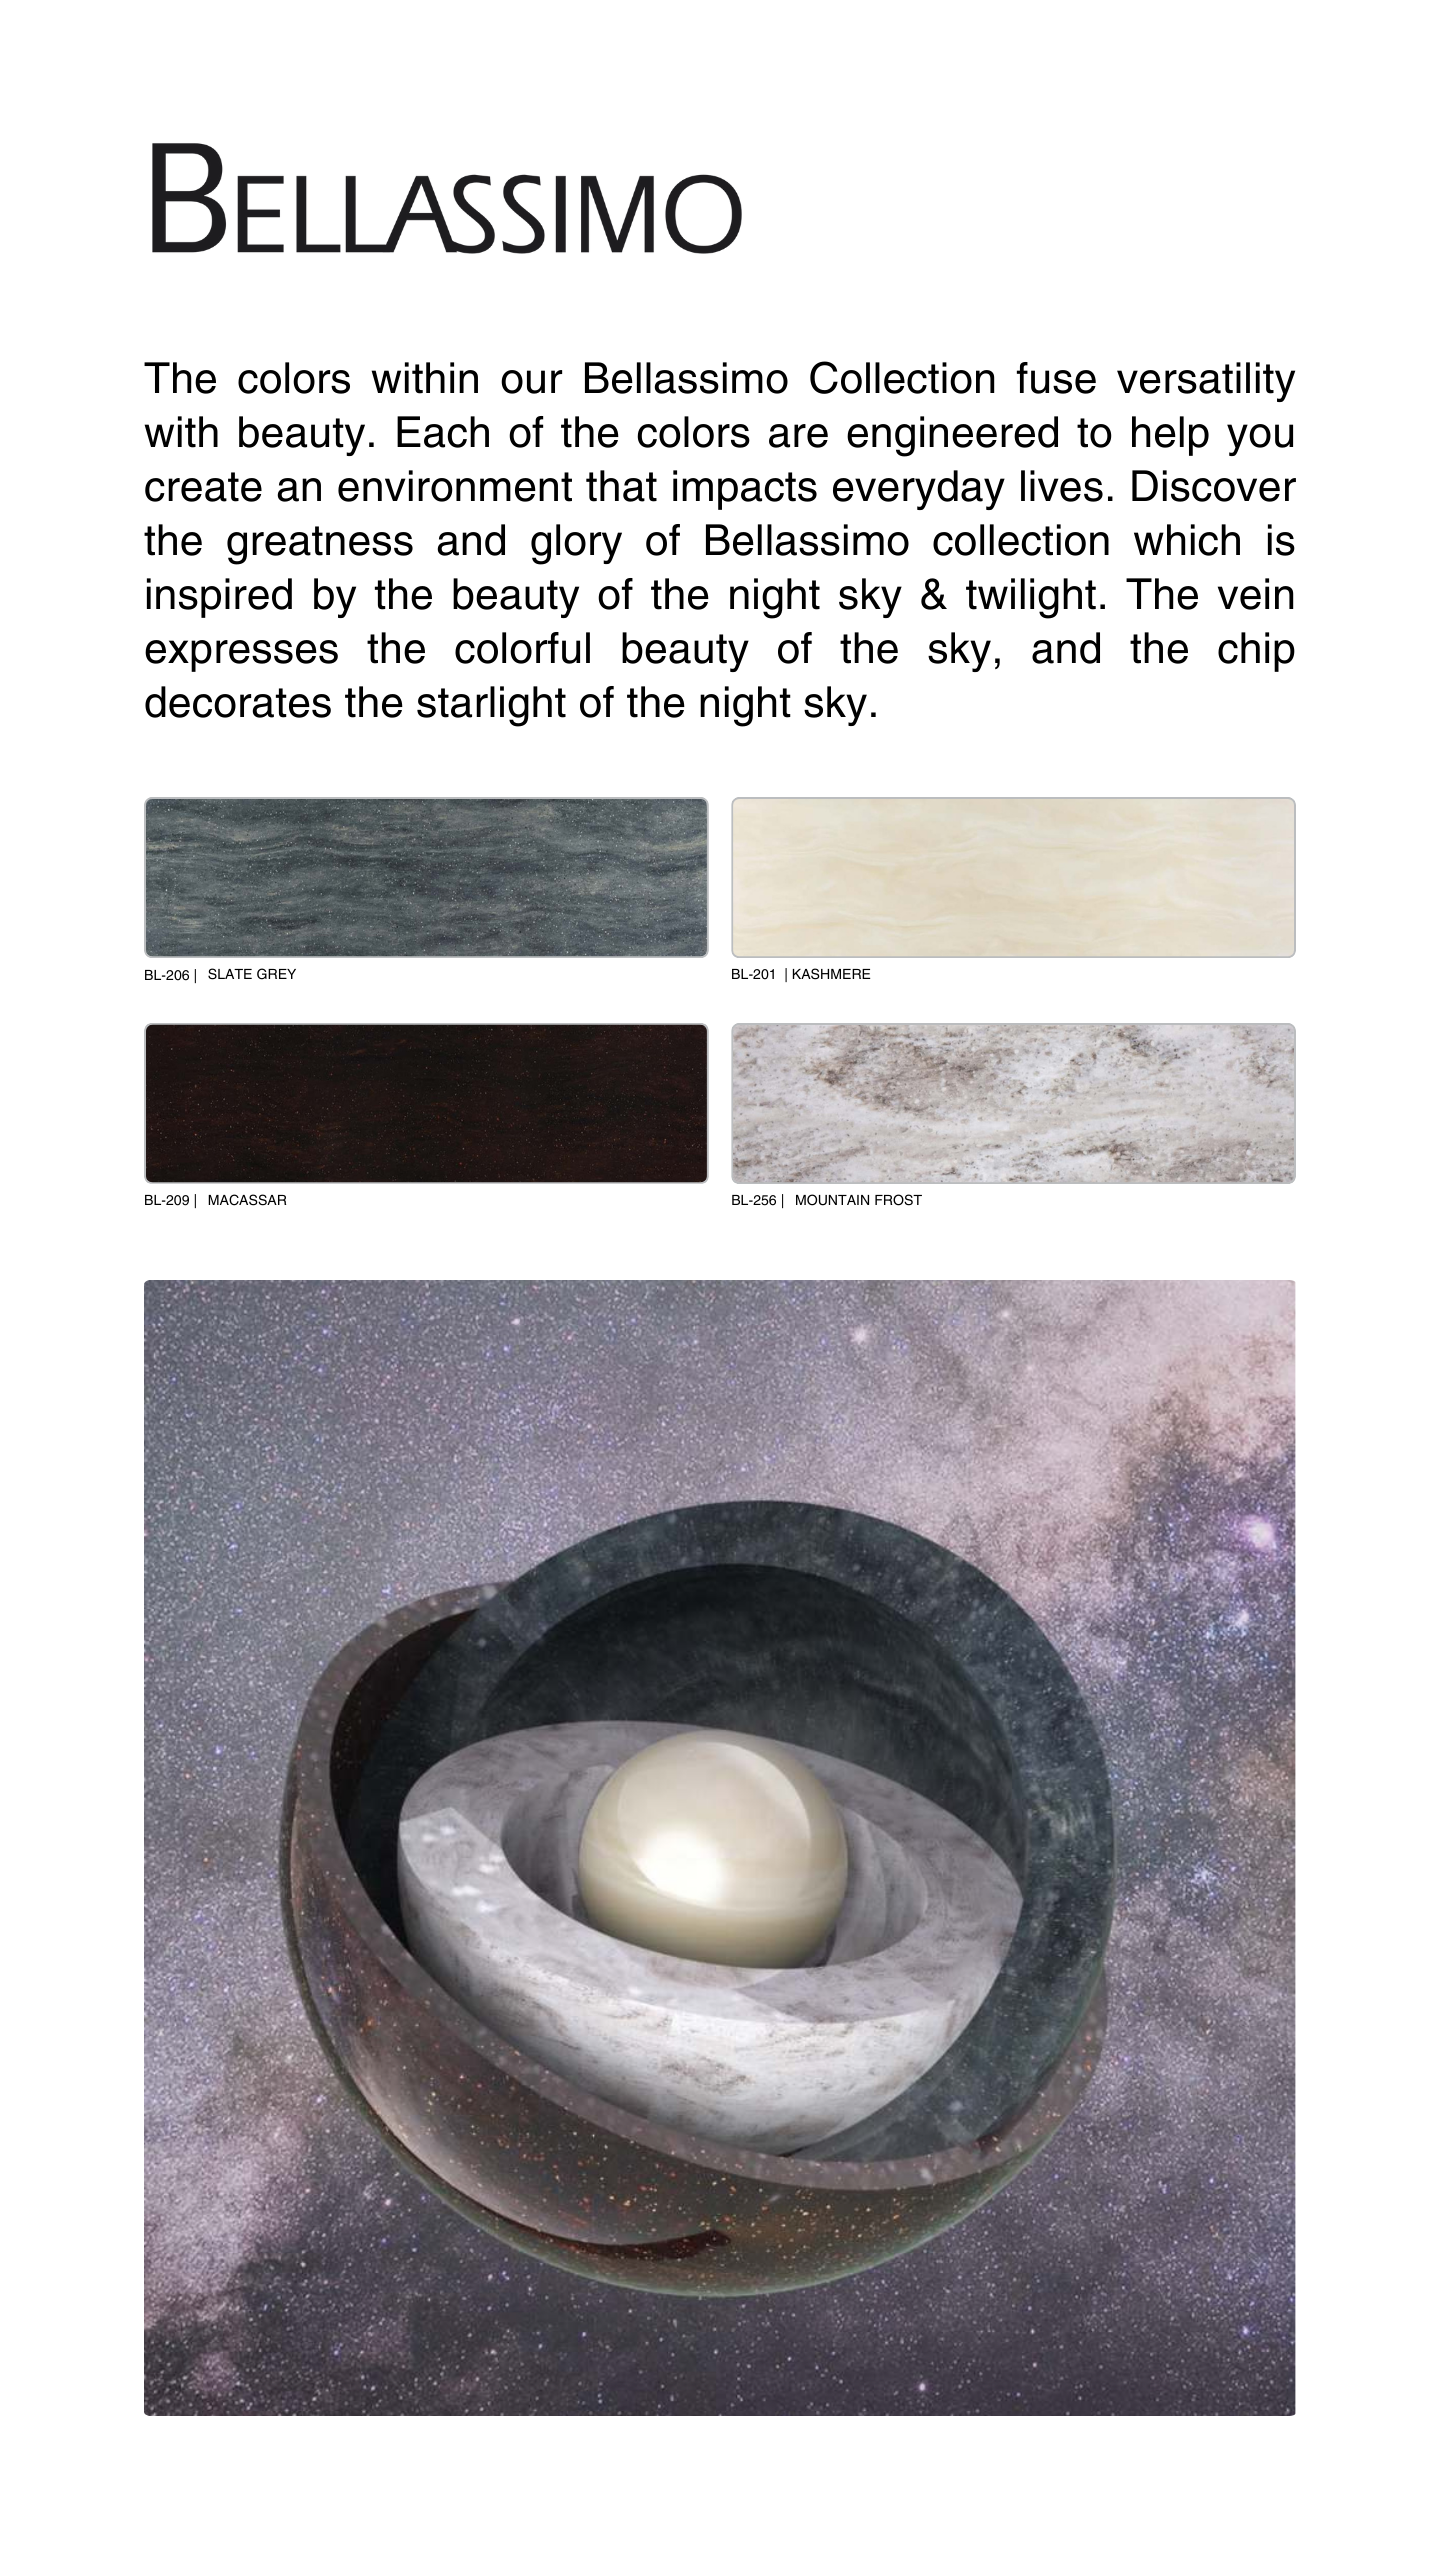 BELLASSIMO
The colors within our Bellassimo Collection fuse versatility
with beauty. Each of the colors are engineered to help you
create an environment that impacts everyday lives. Discover
the greatness and glory of Bellassimo collection which is
inspired by the beauty of the night sky & twilight. The vein
expresses the colorful beauty of the sky, and the chip
decorates the starlight of the night sky.
BL-206 | SLATE GREY
BL-201 | KASHMERE
BL-209 | MACASSAR
BL-256 | MOUNTAIN FROST